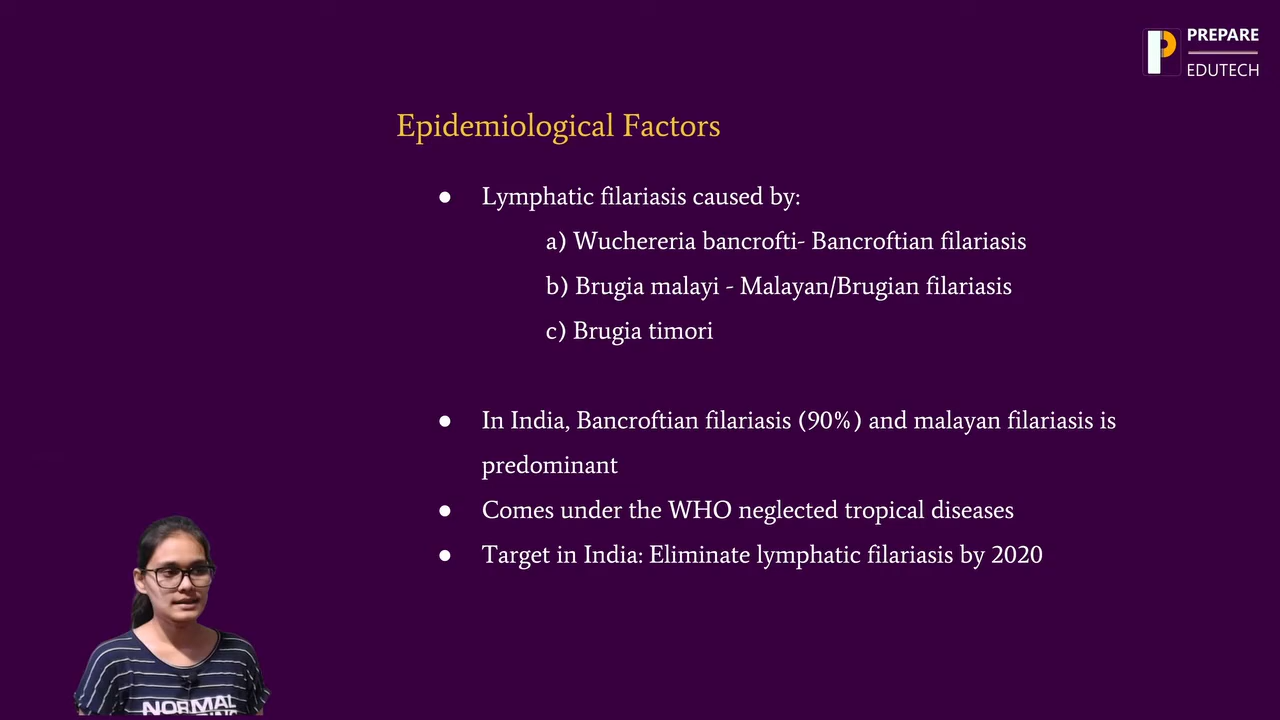 PREPARE
EDUTECH
Epidemiological Factors
● Lymphatic filariasis caused by:
a) Wuchereria bancrofti- Bancroftian filariasis
b) Brugia malayi - Malayan/Brugian filariasis
c) Brugia timori
● In India, Bancroftian filariasis (90%) and malayan filariasis is
predominant
● Comes under the WHO neglected tropical diseases
● Target in India: Eliminate lymphatic filariasis by 2020
NORMAL